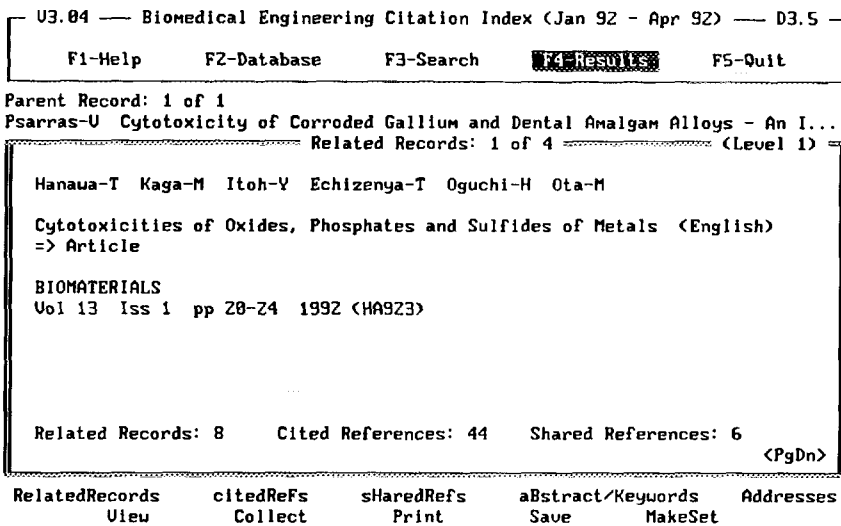 V3.04 — Biomedical Engineering Citation Index (Jan 92 - Apr 92) — D3.5
F1-Help F2-Database F3-Search F4-Results F5-Quit
Parent Record: 1 of 1
Psarras-V Cytotoxicity of Corroded Gallium and Dental Amalgam Alloys - An I...
Related Records: 1 of 4 (Level 1)
Hanawa-T Kaga-M Itoh-Y Echizenya-T Oguchi-H Ota-M
Cytotoxicities of Oxides, Phosphates and Sulfides of Metals (English)
=> Article
BIOMATERIALS
Vol 13 Iss 1 pp 20-24 1992 (HA923)
Related Records: 8 Cited References: 44 Shared References: 6
<PgDn>
RelatedRecords citedRefs sHaredRefs aBstract/Keywords Addresses
View Collect Print Save MakeSet